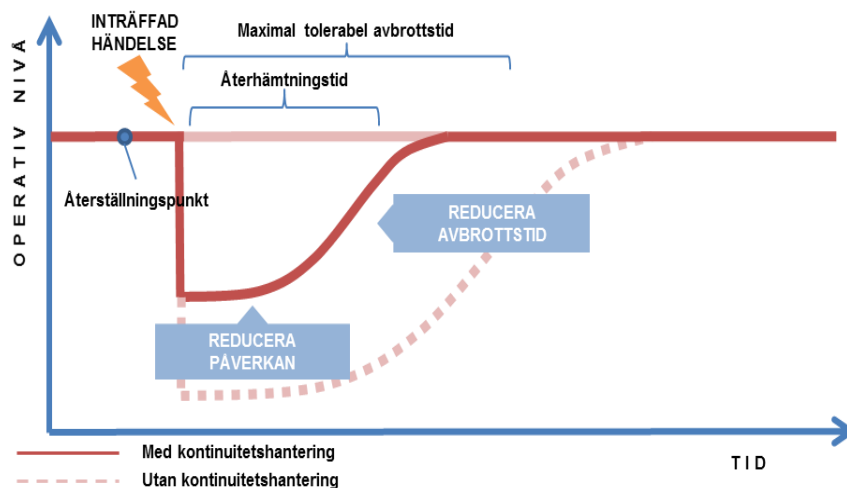 INTRÄFFAD
HÄNDELSE
Maximal tolerabel avbrottstid
Återhämtningstid
OPERATIV NIVÅ
Återställningspunkt
REDUCERA
AVBROTTSTID
REDUCERA
PÅVERKAN
Med kontinuitetshantering
TID
Utan kontinuitetshantering